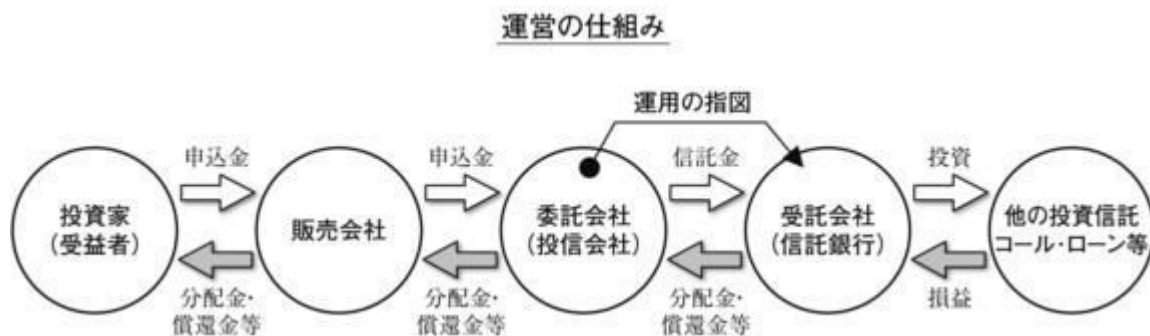 運営の仕組み
運用の指図
申込金
申込金
信託金
投資
投資家
(受益者)
販売会社
委託会社
(投信会社)
受託会社
(信託銀行)
他の投資信託
コール・ローン等
分配金・
償還金等
分配金・
償還金等
分配金・
償還金等
損益